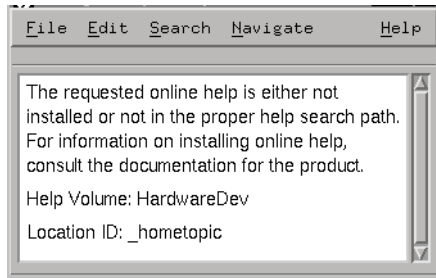 File Edit Search Navigate Help
The requested online help is either not
installed or not in the proper help search path.
For information on installing online help,
consult the documentation for the product.
Help Volume: HardwareDev
Location ID: _hometopic